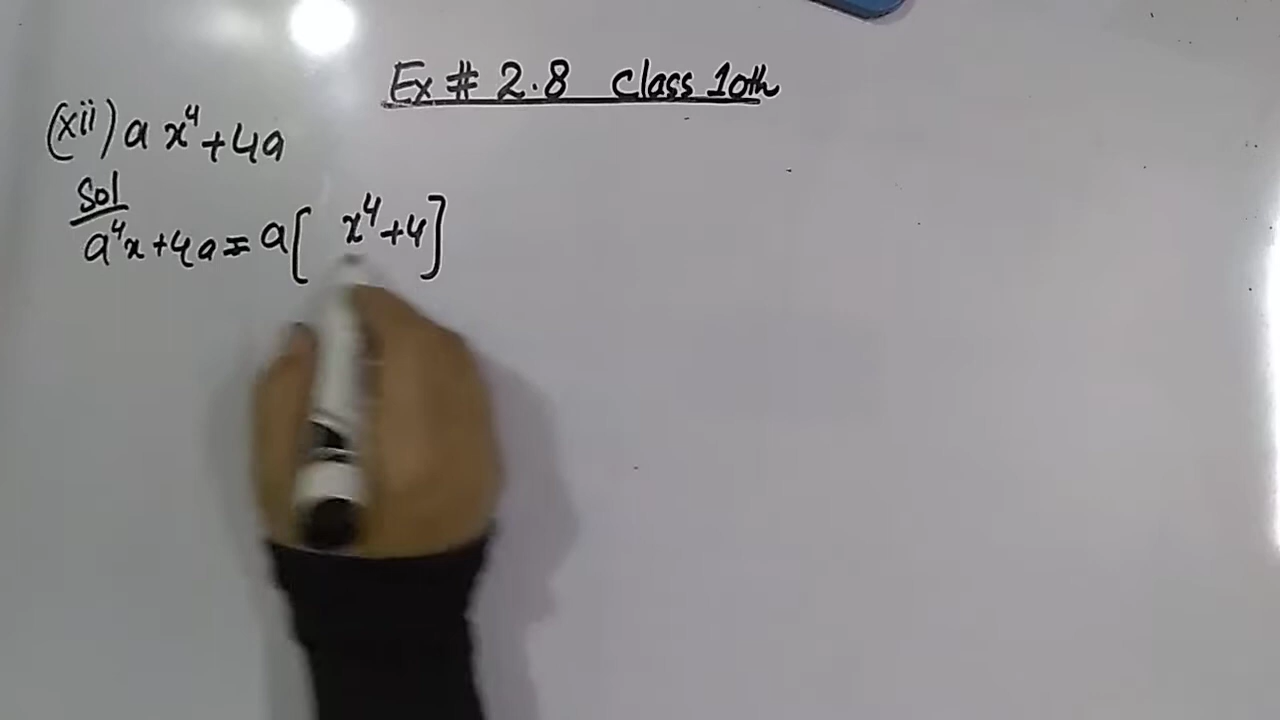 Ex # 2.8 Class 10th
(xii) a x⁴ + 4a
Sol
a⁴x + 4a = a[ x⁴ + 4 ]